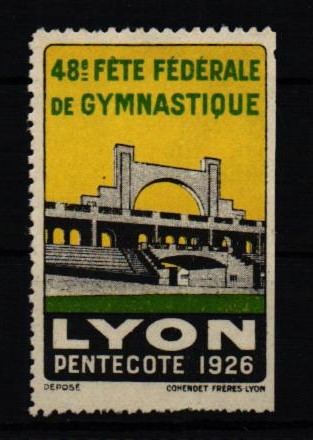 48e FÊTE FÉDÉRALE
DE GYMNASTIQUE
LYON
PENTECOTE 1926
DEPOSÉ COHENDET FRÈRES-LYON